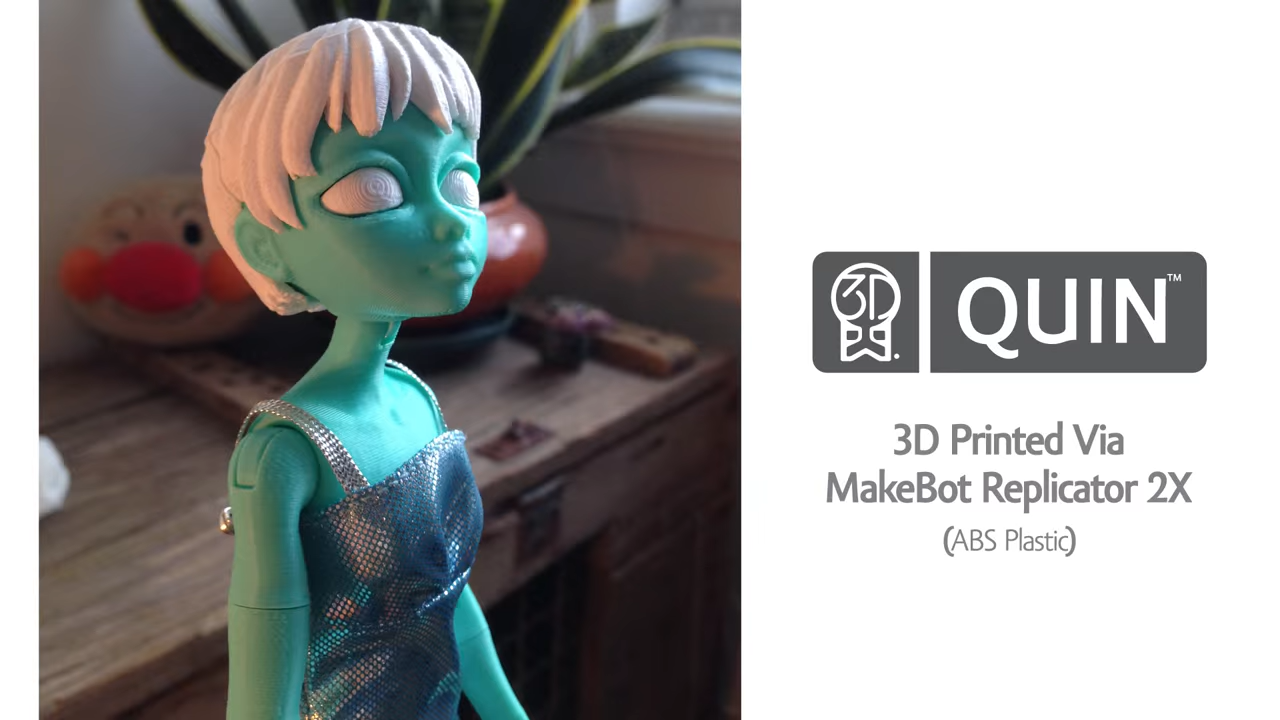 3D
QUIN™
3D Printed Via
MakeBot Replicator 2X
(ABS Plastic)